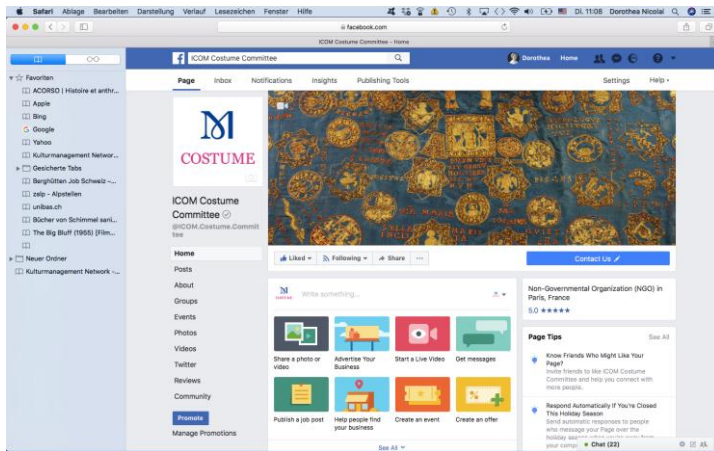 Safari Ablage Bearbeiten Darstellung Verlauf Lesezeichen Fenster Hilfe Di. 11:08 Dorothea Nicolai
facebook.com
ICOM Costume Committee - Home
ICOM Costume Committee
Dorothea Home
Favoriten
ACORSO | Histoire et anthr...
Apple
Bing
Google
Yahoo
Kulturmanagement Networ...
Gesicherte Tabs
Berghütten Job Schweiz -...
zalp - Alpstellen
unibas.ch
Bücher von Schimmel sani...
The Big Bluff (1955) [Film...
Neuer Ordner
Kulturmanagement Network -...
Page Inbox Notifications Insights Publishing Tools Settings Help
M
COSTUME
ICOM Costume
Committee
@ICOM.Costume.Commit
tee
Home
Posts
About
Groups
Events
Photos
Videos
Twitter
Reviews
Community
Promote
Manage Promotions
Liked Following Share
Contact Us
Write something...
Share a photo or
video
Advertise Your
Business
Start a Live Video
Get messages
Publish a job post
Help people find
your business
Create an event
Create an offer
See All
Non-Governmental Organization (NGO) in
Paris, France
5.0 ★★★★★
Page Tips See All
Know Friends Who Might Like Your
Page?
Invite friends to like ICOM Costume
Committee and help you connect with
more people.
Respond Automatically If You're Closed
This Holiday Season
Send automatic responses to people
who message your Page over the
Chat (22)